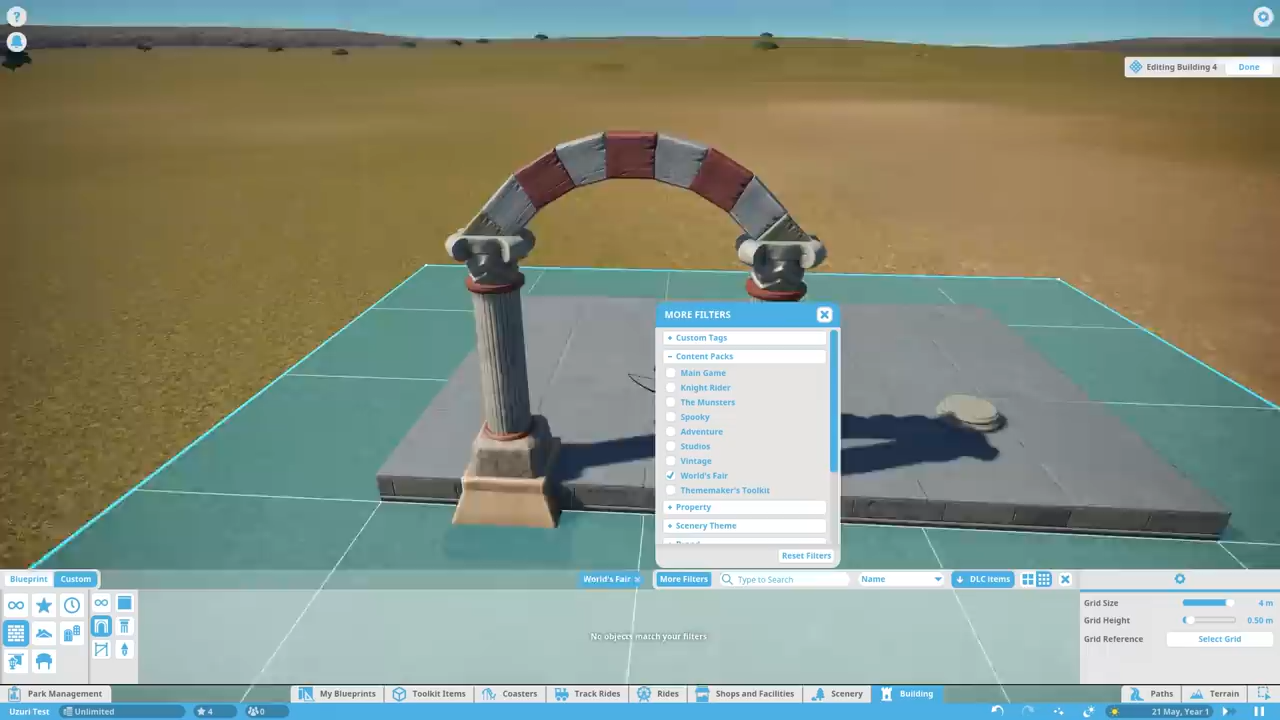 ?
Editing Building 4 Done
MORE FILTERS
+ Custom Tags
− Content Packs
Main Game
Knight Rider
The Munsters
Spooky
Adventure
Studios
Vintage
World's Fair
Thememaker's Toolkit
+ Property
+ Scenery Theme
Reset Filters
Blueprint Custom World's Fair × More Filters Type to Search Name DLC Items
Grid Size 4 m
Grid Height 0.50 m
Grid Reference Select Grid
No objects match your filters
Park Management My Blueprints Toolkit Items Coasters Track Rides Rides Shops and Facilities Scenery Building Paths Terrain
Uzuri Test Unlimited 4 0 21 May, Year 1